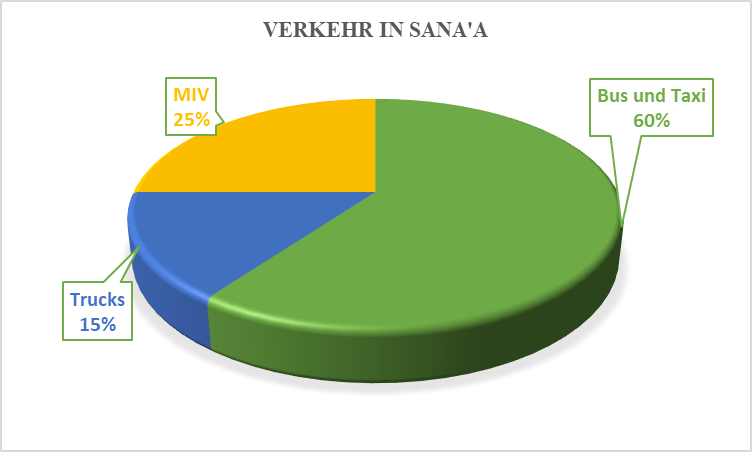 VERKEHR IN SANA'A
MIV
25%
Bus und Taxi
60%
Trucks
15%